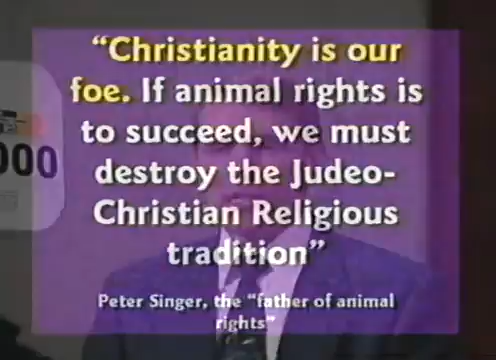 “Christianity is our
foe. If animal rights is
to succeed, we must
destroy the Judeo-
Christian Religious
tradition”
Peter Singer, the “father of animal
rights”
000